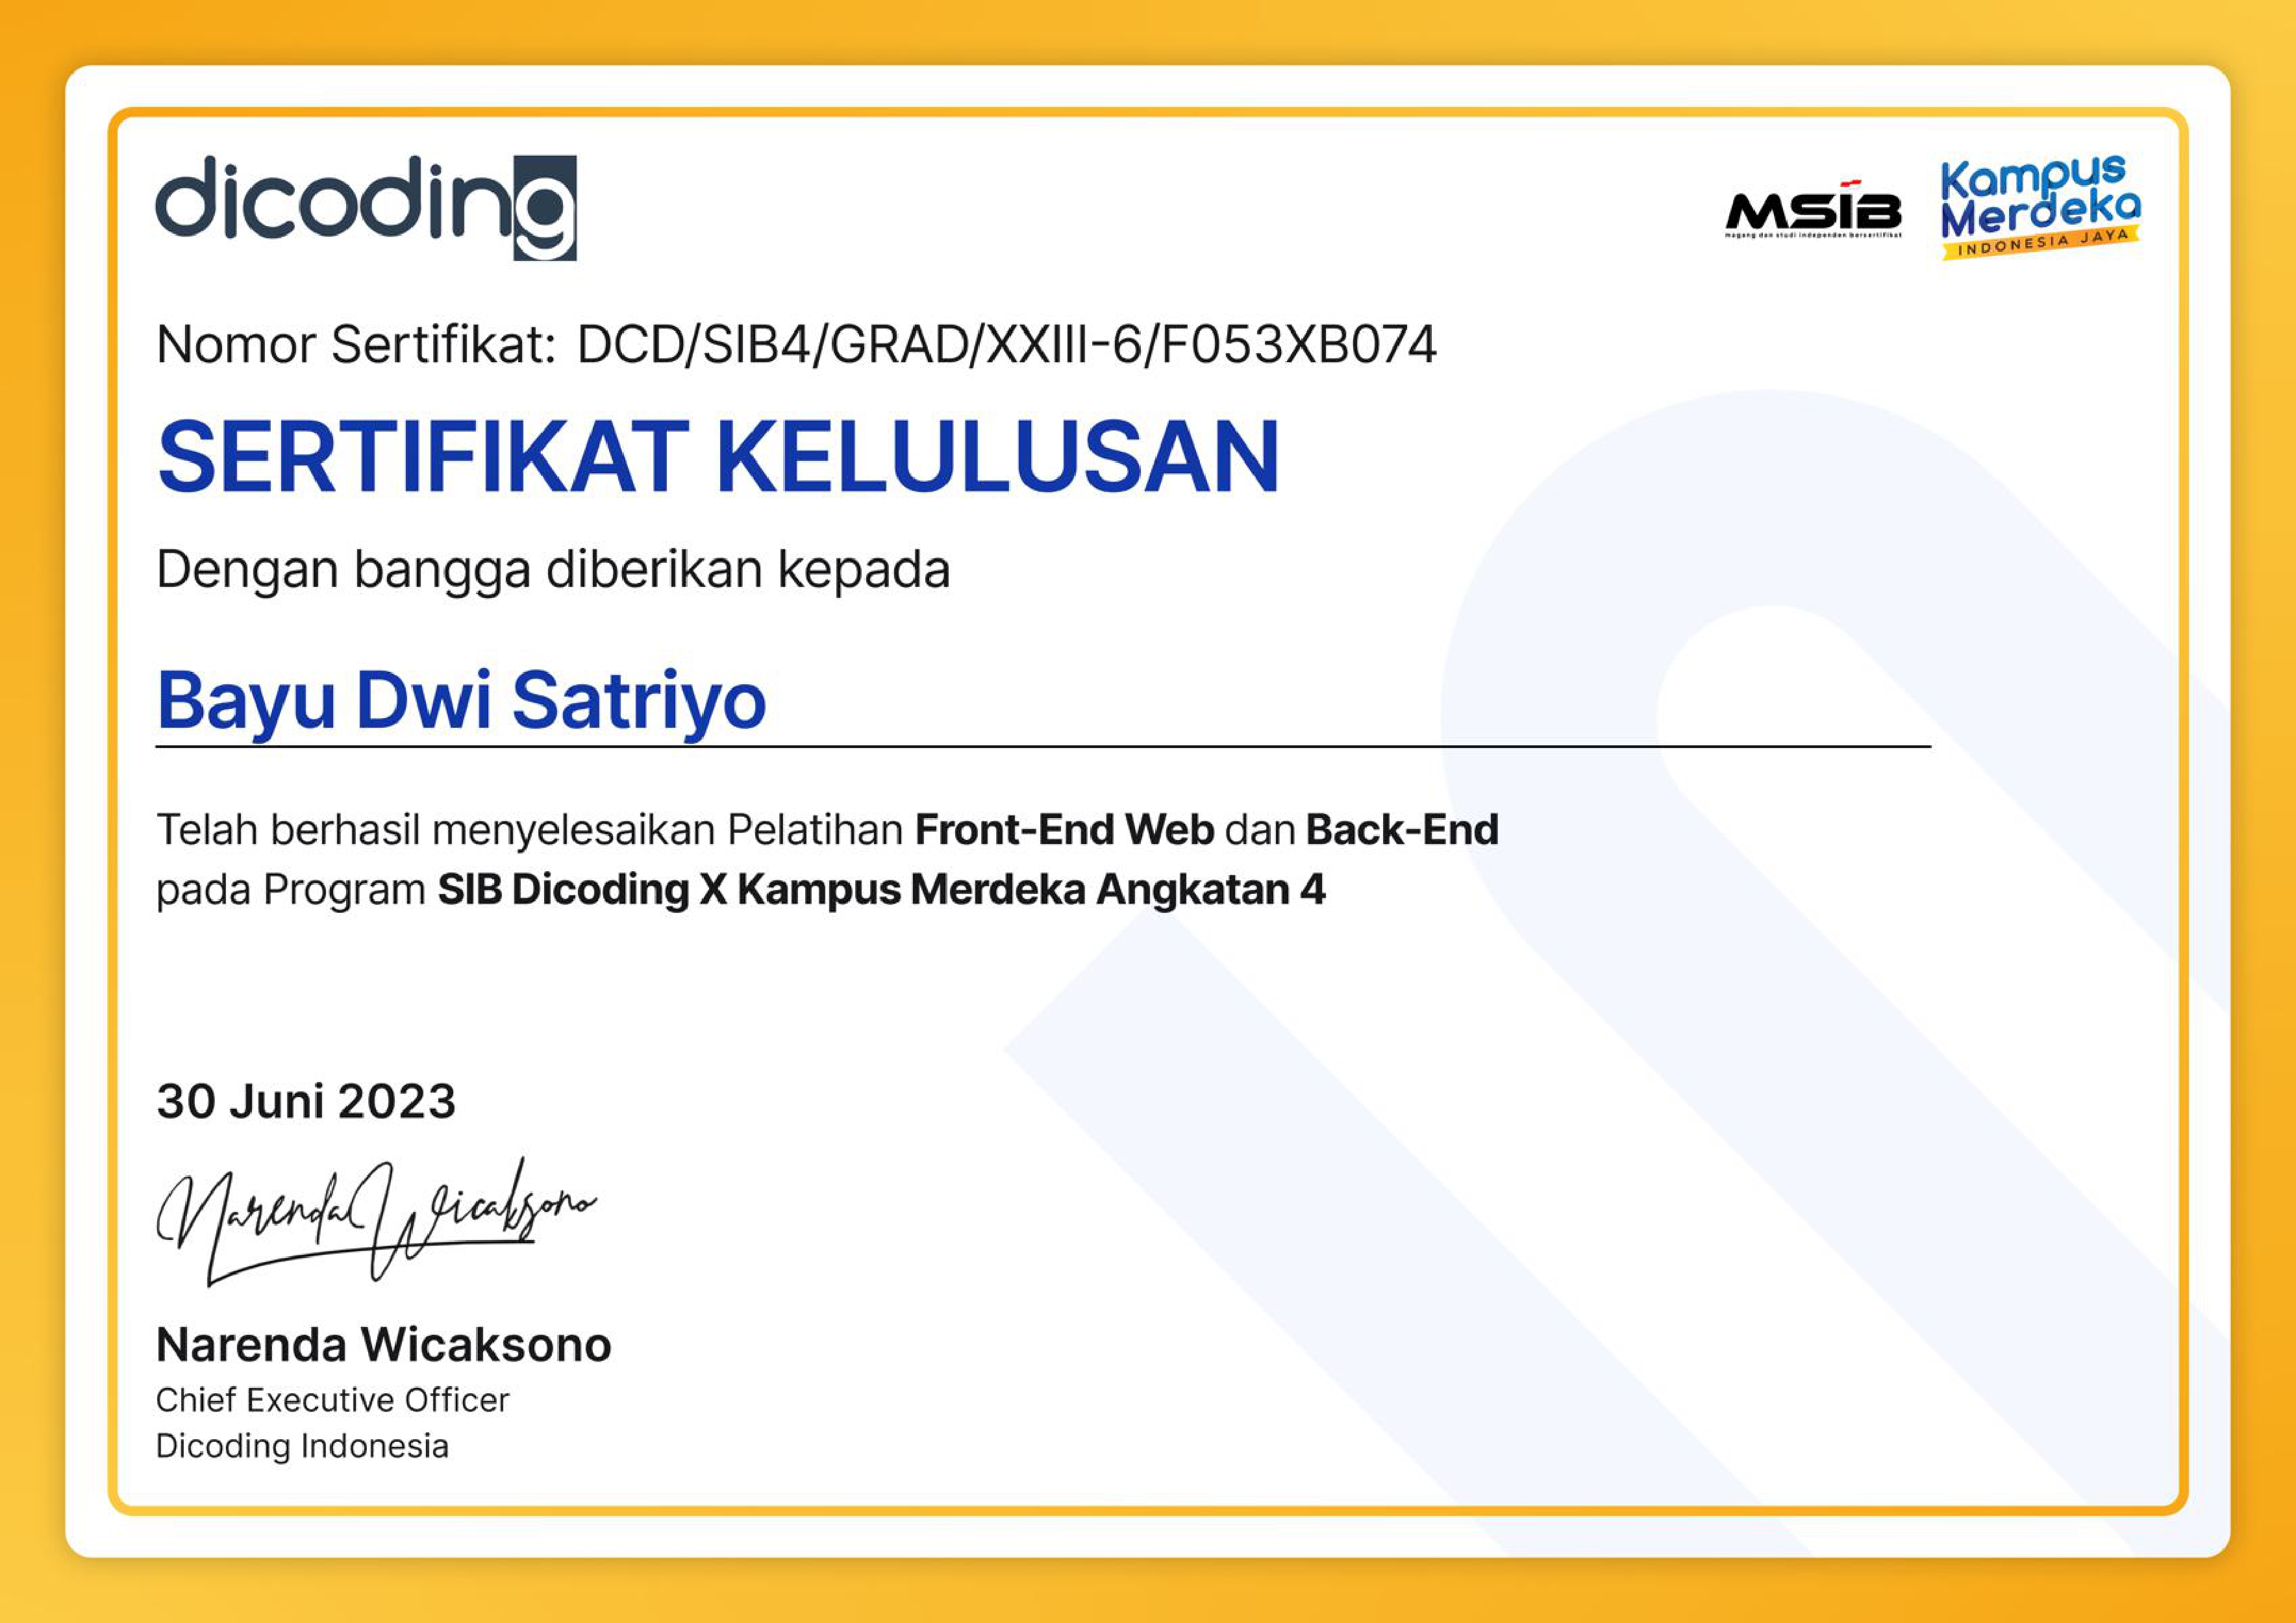 dicoding
MSIB
magang dan studi independen bersertifikat
Kampus
Merdeka
INDONESIA JAYA
Nomor Sertifikat: DCD/SIB4/GRAD/XXIII-6/F053XB074
SERTIFIKAT KELULUSAN
Dengan bangga diberikan kepada
Bayu Dwi Satriyo
Telah berhasil menyelesaikan Pelatihan Front-End Web dan Back-End
pada Program SIB Dicoding X Kampus Merdeka Angkatan 4
30 Juni 2023
Narenda Wicaksono
Narenda Wicaksono
Chief Executive Officer
Dicoding Indonesia